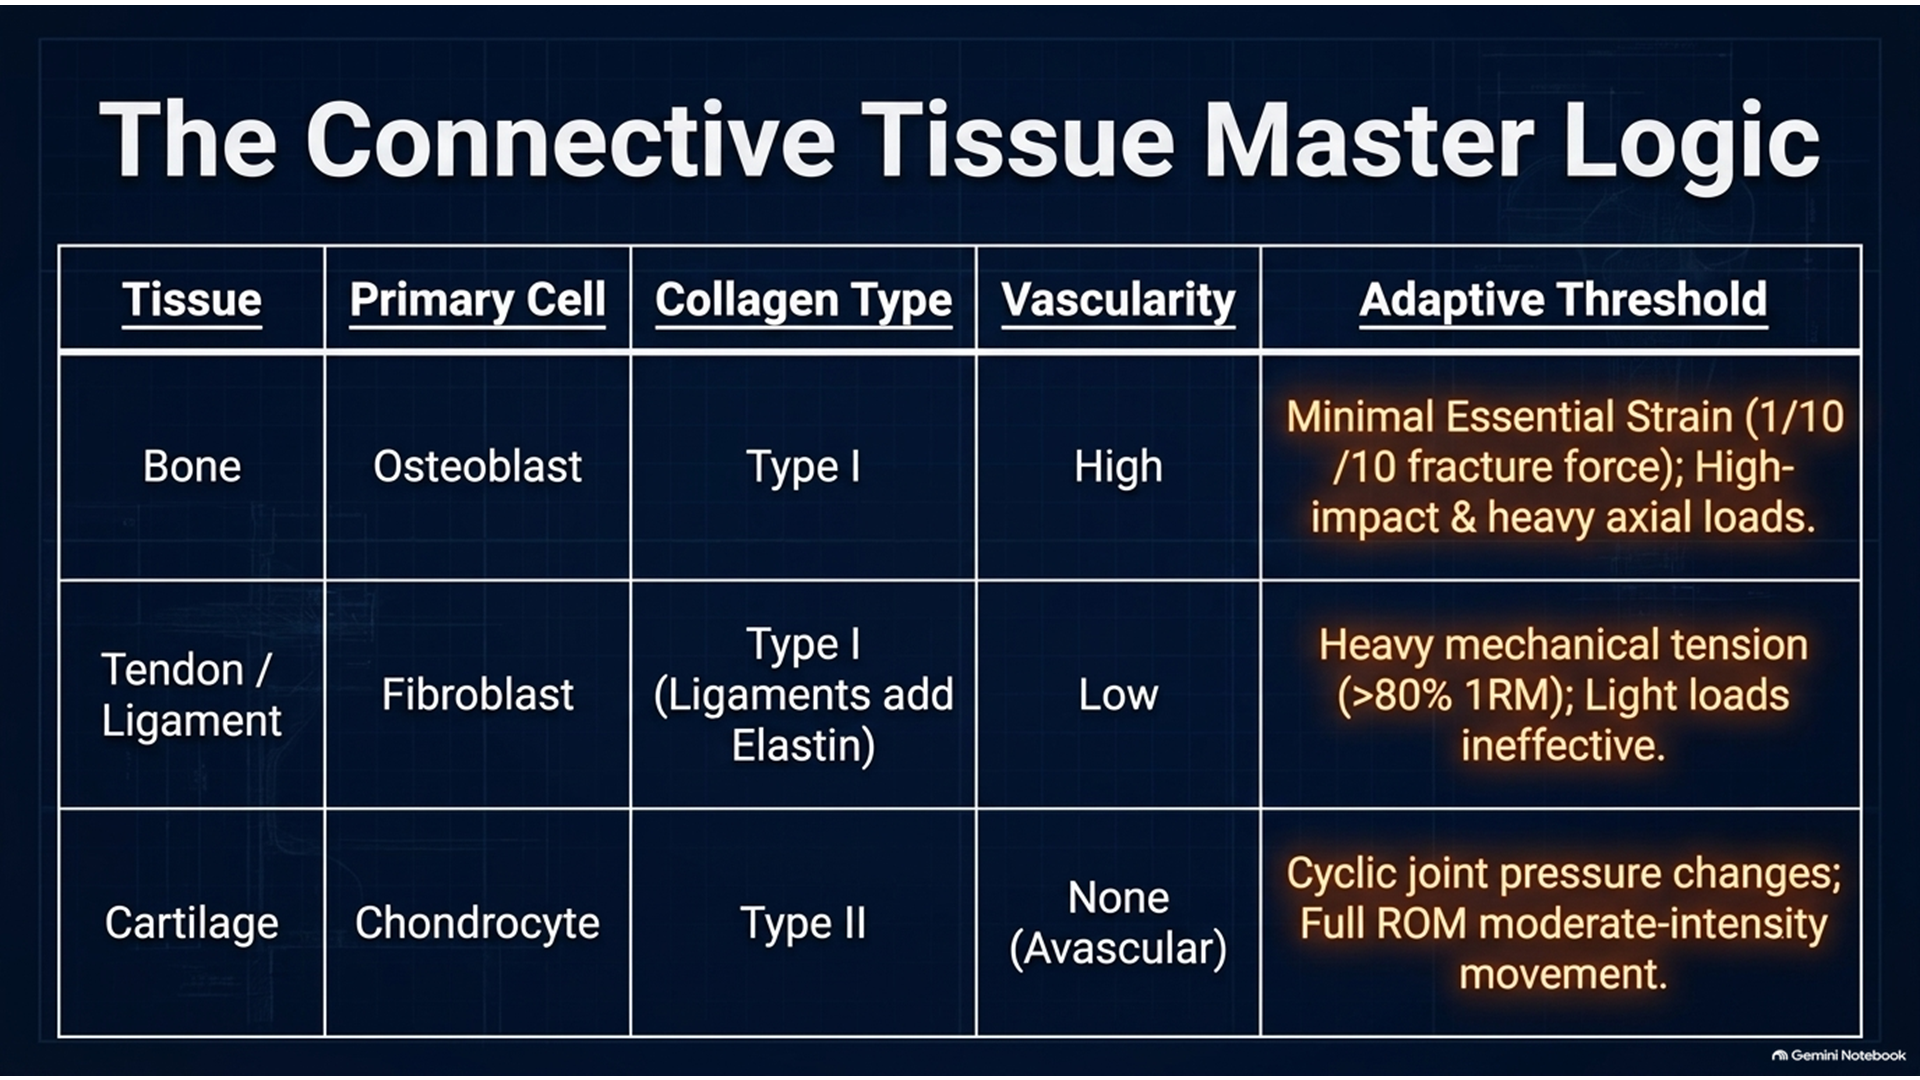 The Connective Tissue Master Logic
Tissue
Primary Cell
Collagen Type
Vascularity
Adaptive Threshold
Bone
Osteoblast
Type I
High
Minimal Essential Strain (1/10
/10 fracture force); High-
impact & heavy axial loads.
Tendon /
Ligament
Fibroblast
Type I
(Ligaments add
Elastin)
Low
Heavy mechanical tension
(>80% 1RM); Light loads
ineffective.
Cartilage
Chondrocyte
Type II
None
(Avascular)
Cyclic joint pressure changes;
Full ROM moderate-intensity
movement.
Gemini Notebook